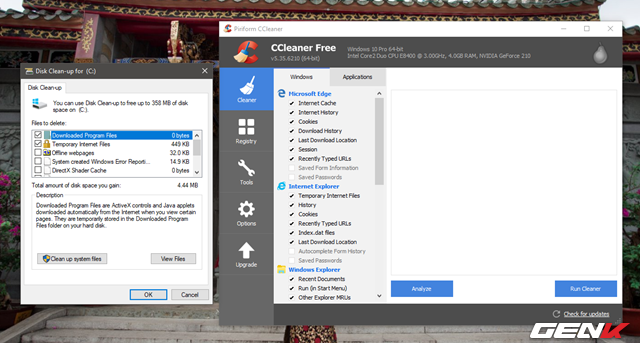 Disk Clean-up for (C:)
Disk Clean-up
You can use Disk Clean-up to free up to 358 MB of disk
space on (C:).
Files to delete:
Downloaded Program Files 0 bytes
Temporary Internet Files 449 KB
Offline webpages 32.0 KB
System created Windows Error Reporti... 14.9 KB
DirectX Shader Cache 0 bytes
Total amount of disk space you gain: 4.44 MB
Description
Downloaded Program Files are ActiveX controls and Java applets
downloaded automatically from the Internet when you view certain
pages. They are temporarily stored in the Downloaded Program
Files folder on your hard disk.
Clean up system files
View Files
OK
Cancel
Piriform CCleaner
CCleaner Free
v5.35.6210 (64-bit)
Windows 10 Pro 64-bit
Intel Core2 Duo CPU E8400 @ 3.00GHz, 4.0GB RAM, NVIDIA GeForce 210
Cleaner
Registry
Tools
Options
Upgrade
Windows
Applications
Microsoft Edge
Internet Cache
Internet History
Cookies
Download History
Last Download Location
Session
Recently Typed URLs
Saved Form Information
Saved Passwords
Internet Explorer
Temporary Internet Files
History
Cookies
Recently Typed URLs
Index.dat files
Last Download Location
Autocomplete Form History
Saved Passwords
Windows Explorer
Recent Documents
Run (in Start Menu)
Other Explorer MRUs
Analyze
Run Cleaner
Check for updates
GENK